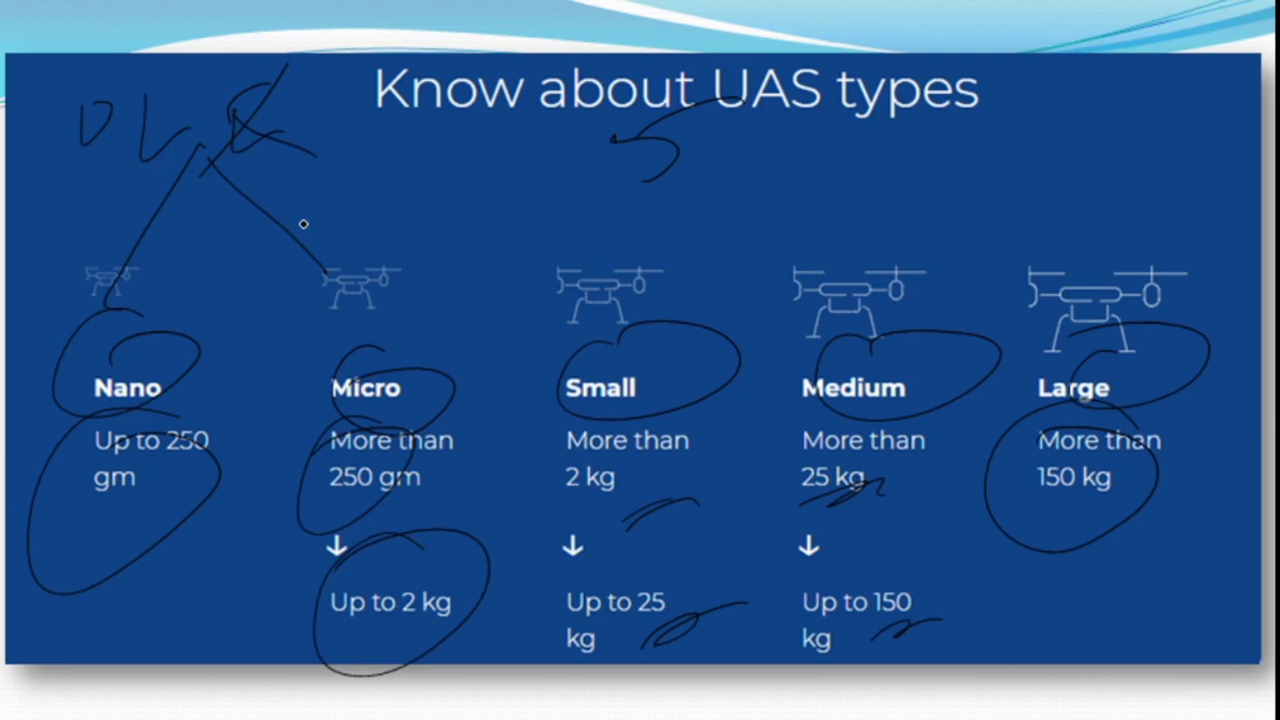 Know about UAS types
5
Nano
Up to 250
gm
Micro
More than
250 gm
↓
Up to 2 kg
Small
More than
2 kg
↓
Up to 25
kg
Medium
More than
25 kg
↓
Up to 150
kg
Large
More than
150 kg